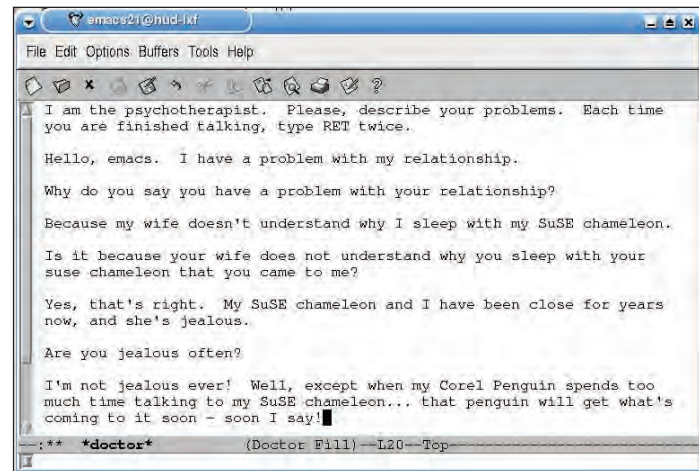 emacs21@hud-lxf
File Edit Options Buffers Tools Help
I am the psychotherapist.  Please, describe your problems.  Each time
you are finished talking, type RET twice.
Hello, emacs.  I have a problem with my relationship.
Why do you say you have a problem with your relationship?
Because my wife doesn't understand why I sleep with my SuSE chameleon.
Is it because your wife does not understand why you sleep with your
suse chameleon that you came to me?
Yes, that's right.  My SuSE chameleon and I have been close for years
now, and she's jealous.
Are you jealous often?
I'm not jealous ever!  Well, except when my Corel Penguin spends too
much time talking to my SuSE chameleon... that penguin will get what's
coming to it soon - soon I say!
--:**  *doctor*          (Doctor Fill)--L20--Top--